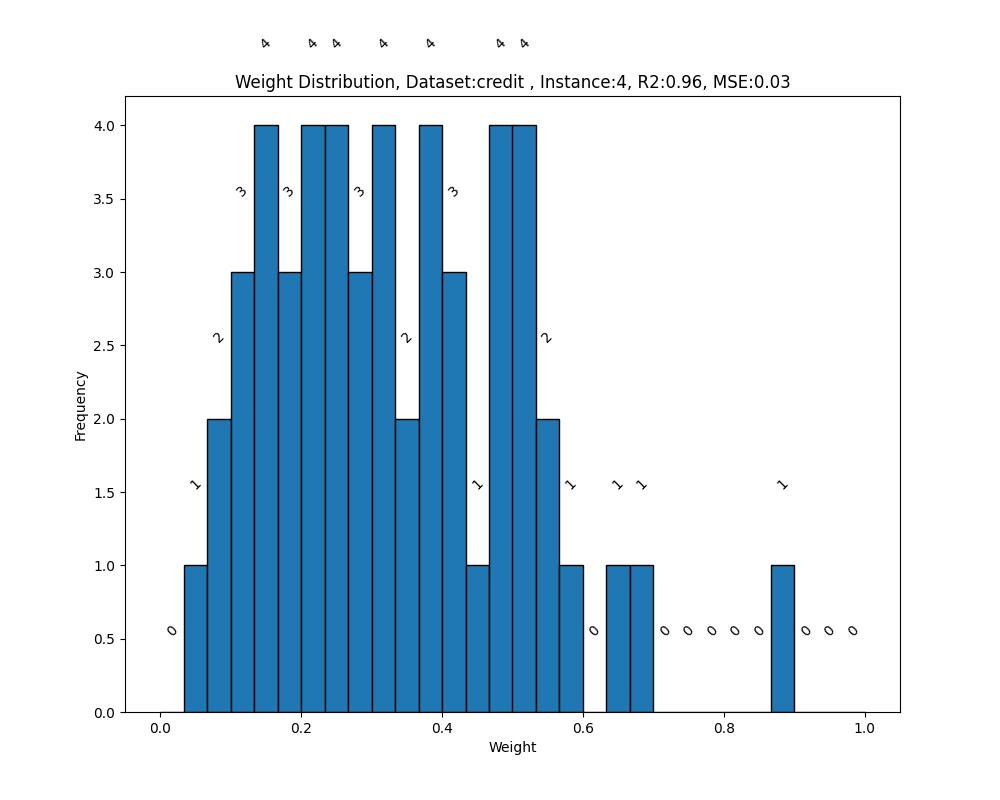 4 4 4 4 4 4 4
Weight Distribution, Dataset:credit , Instance:4, R2:0.96, MSE:0.03
4.0
3.5
3 3 3 3
3.0
2.5
2 2 2
2.0
1.5
1 1 1 1 1 1
1.0
0.5
0 0 0 0 0 0 0 0 0 0
0.0
Frequency
0.0 0.2 0.4 0.6 0.8 1.0
Weight